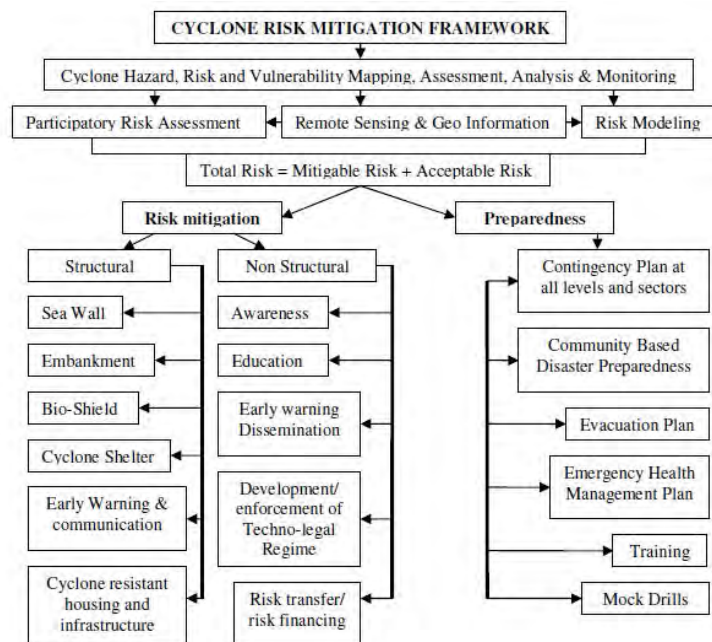 CYCLONE RISK MITIGATION FRAMEWORK
Cyclone Hazard, Risk and Vulnerability Mapping, Assessment, Analysis & Monitoring
Participatory Risk Assessment
Remote Sensing & Geo Information
Risk Modeling
Total Risk = Mitigable Risk + Acceptable Risk
Risk mitigation
Preparedness
Structural
Sea Wall
Embankment
Bio-Shield
Cyclone Shelter
Early Warning &
communication
Cyclone resistant
housing and
infrastructure
Non Structural
Awareness
Education
Early warning
Dissemination
Development/
enforcement of
Techno-legal
Regime
Risk transfer/
risk financing
Contingency Plan at
all levels and sectors
Community Based
Disaster Preparedness
Evacuation Plan
Emergency Health
Management Plan
Training
Mock Drills